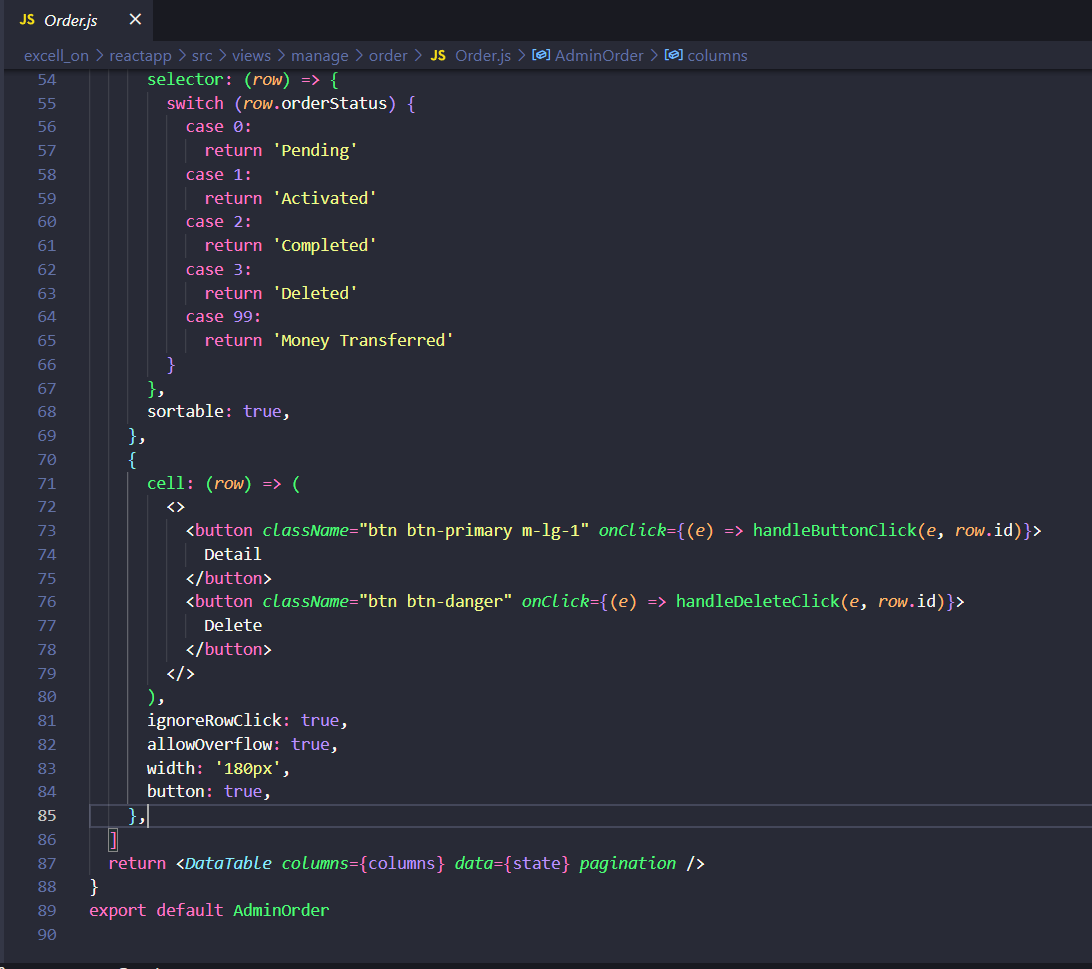 JS Order.js ×
excell_on > reactapp > src > views > manage > order > JS Order.js > AdminOrder > columns
54 selector: (row) => {
55 switch (row.orderStatus) {
56 case 0:
57 return 'Pending'
58 case 1:
59 return 'Activated'
60 case 2:
61 return 'Completed'
62 case 3:
63 return 'Deleted'
64 case 99:
65 return 'Money Transferred'
66 }
67 },
68 sortable: true,
69 },
70 {
71 cell: (row) => (
72 <>
73 <button className="btn btn-primary m-lg-1" onClick={(e) => handleButtonClick(e, row.id)}>
74 Detail
75 </button>
76 <button className="btn btn-danger" onClick={(e) => handleDeleteClick(e, row.id)}>
77 Delete
78 </button>
79 </>
80 ),
81 ignoreRowClick: true,
82 allowOverflow: true,
83 width: '180px',
84 button: true,
85 },
86 ]
87 return <DataTable columns={columns} data={state} pagination />
88 }
89 export default AdminOrder
90